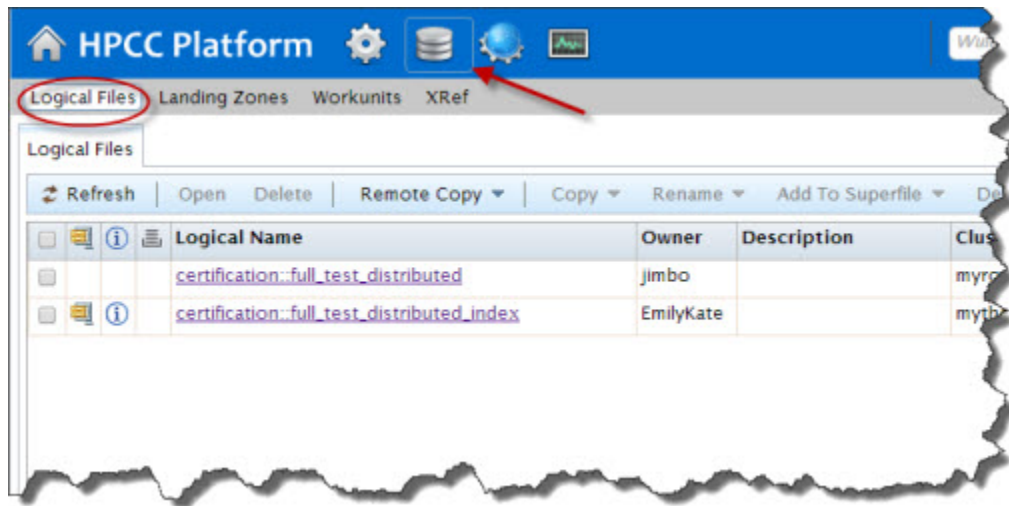 HPCC Platform
Logical Files Landing Zones Workunits XRef
Logical Files
Refresh Open Delete Remote Copy Copy Rename Add To Superfile
Logical Name Owner Description
certification::full_test_distributed jimbo
certification::full_test_distributed_index EmilyKate